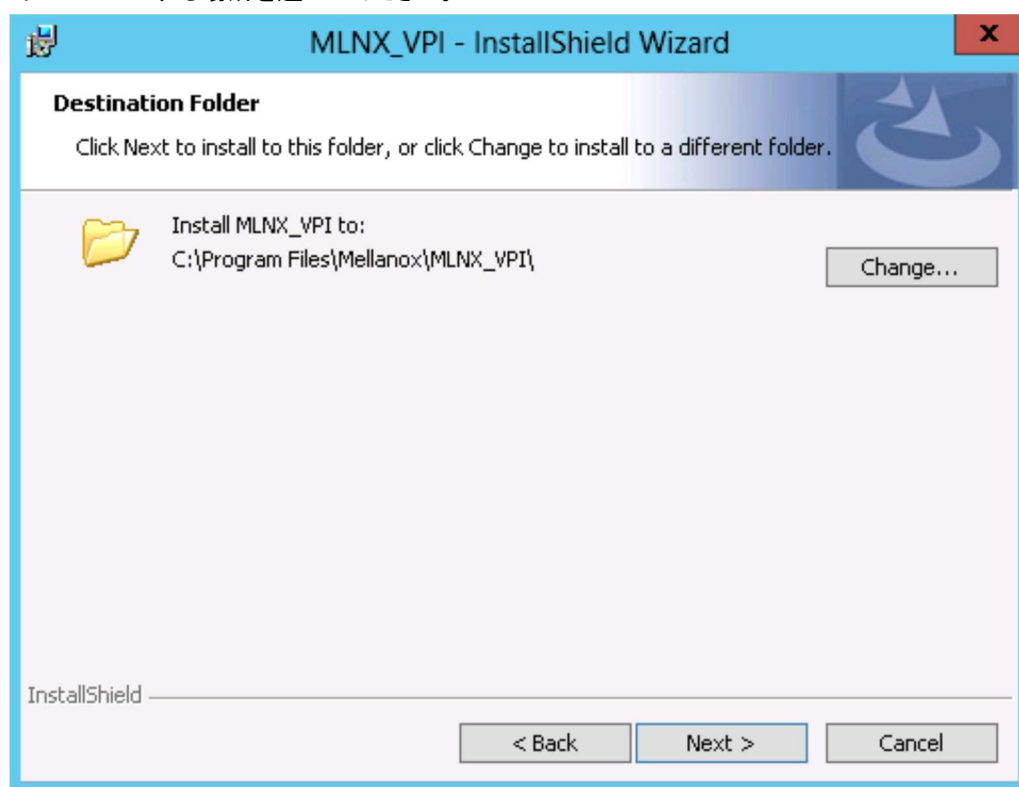 MLNX_VPI - InstallShield Wizard
x
Destination Folder
Click Next to install to this folder, or click Change to install to a different folder.
Install MLNX_VPI to:
C:\Program Files\Mellanox\MLNX_VPI\
Change...
InstallShield
< Back Next > Cancel